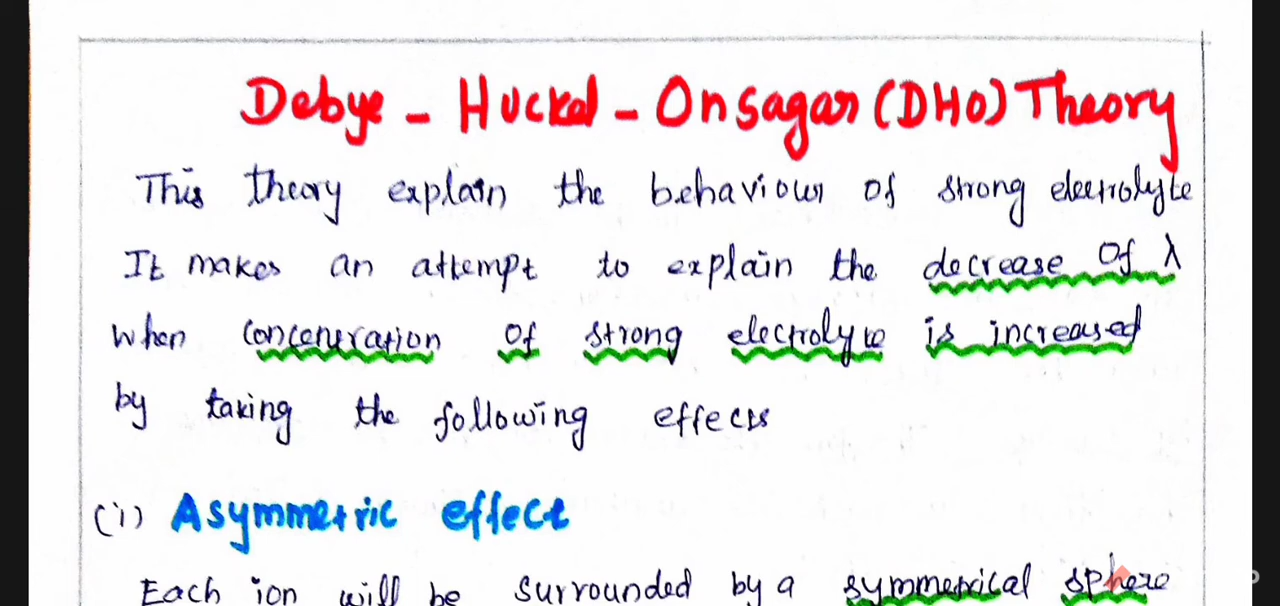 Debye - Huckel - Onsagar (DHO) Theory
This theory explain the behaviour of strong electrolyte
It makes an attempt to explain the decrease of λ
when conceneration of strong electrolyte is increased
by taking the following effects
(i) Asymmetric effect
Each ion will be surrounded by a symmetrical sphere